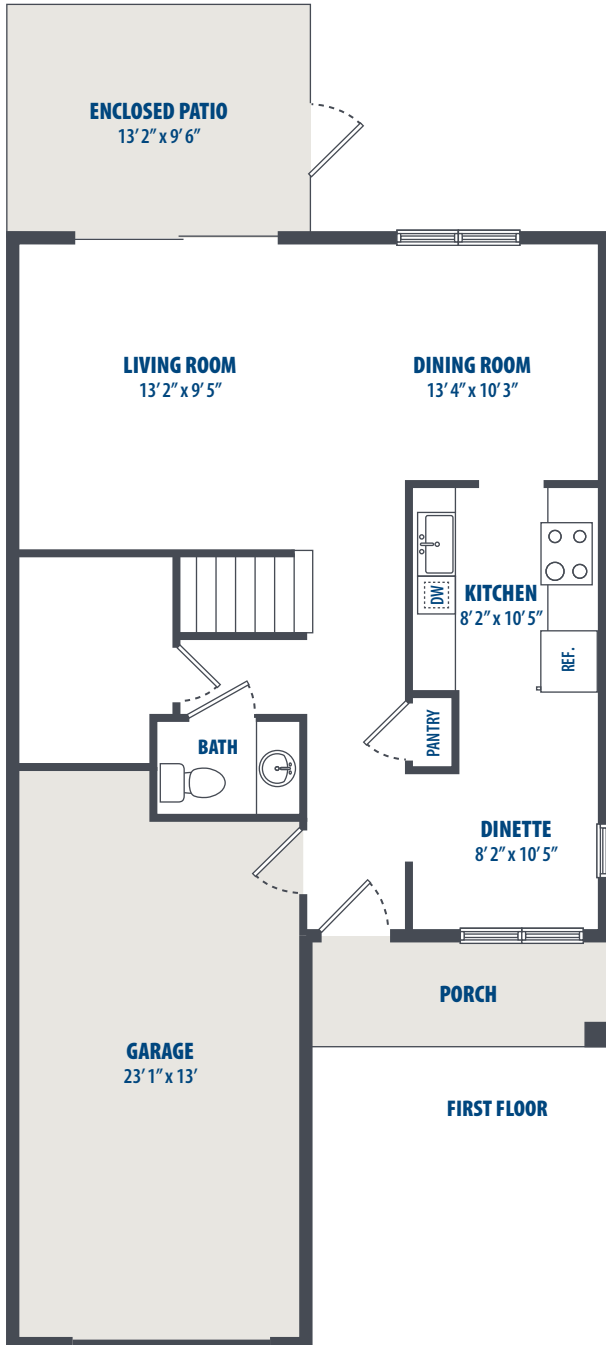 ENCLOSED PATIO
13’2” x 9’6”
LIVING ROOM
13’2” x 9’5”
DINING ROOM
13’4” x 10’3”
DW
KITCHEN
8’2” x 10’5”
REF.
PANTRY
BATH
DINETTE
8’2” x 10’5”
PORCH
GARAGE
23’1” x 13’
FIRST FLOOR